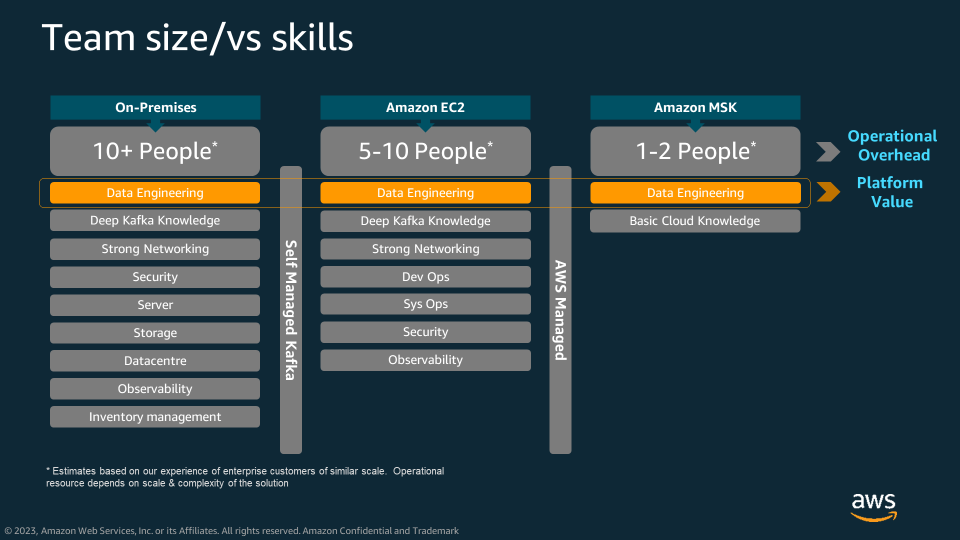 Team size/vs skills
On-Premises
10+ People*
Data Engineering
Deep Kafka Knowledge
Strong Networking
Security
Server
Storage
Datacentre
Observability
Inventory management
Self Managed Kafka
Amazon EC2
5-10 People*
Data Engineering
Deep Kafka Knowledge
Strong Networking
Dev Ops
Sys Ops
Security
Observability
AWS Managed
Amazon MSK
1-2 People*
Data Engineering
Basic Cloud Knowledge
Operational
Overhead
Platform
Value
* Estimates based on our experience of enterprise customers of similar scale. Operational
resource depends on scale & complexity of the solution
aws
© 2023, Amazon Web Services, Inc. or its Affiliates. All rights reserved. Amazon Confidential and Trademark